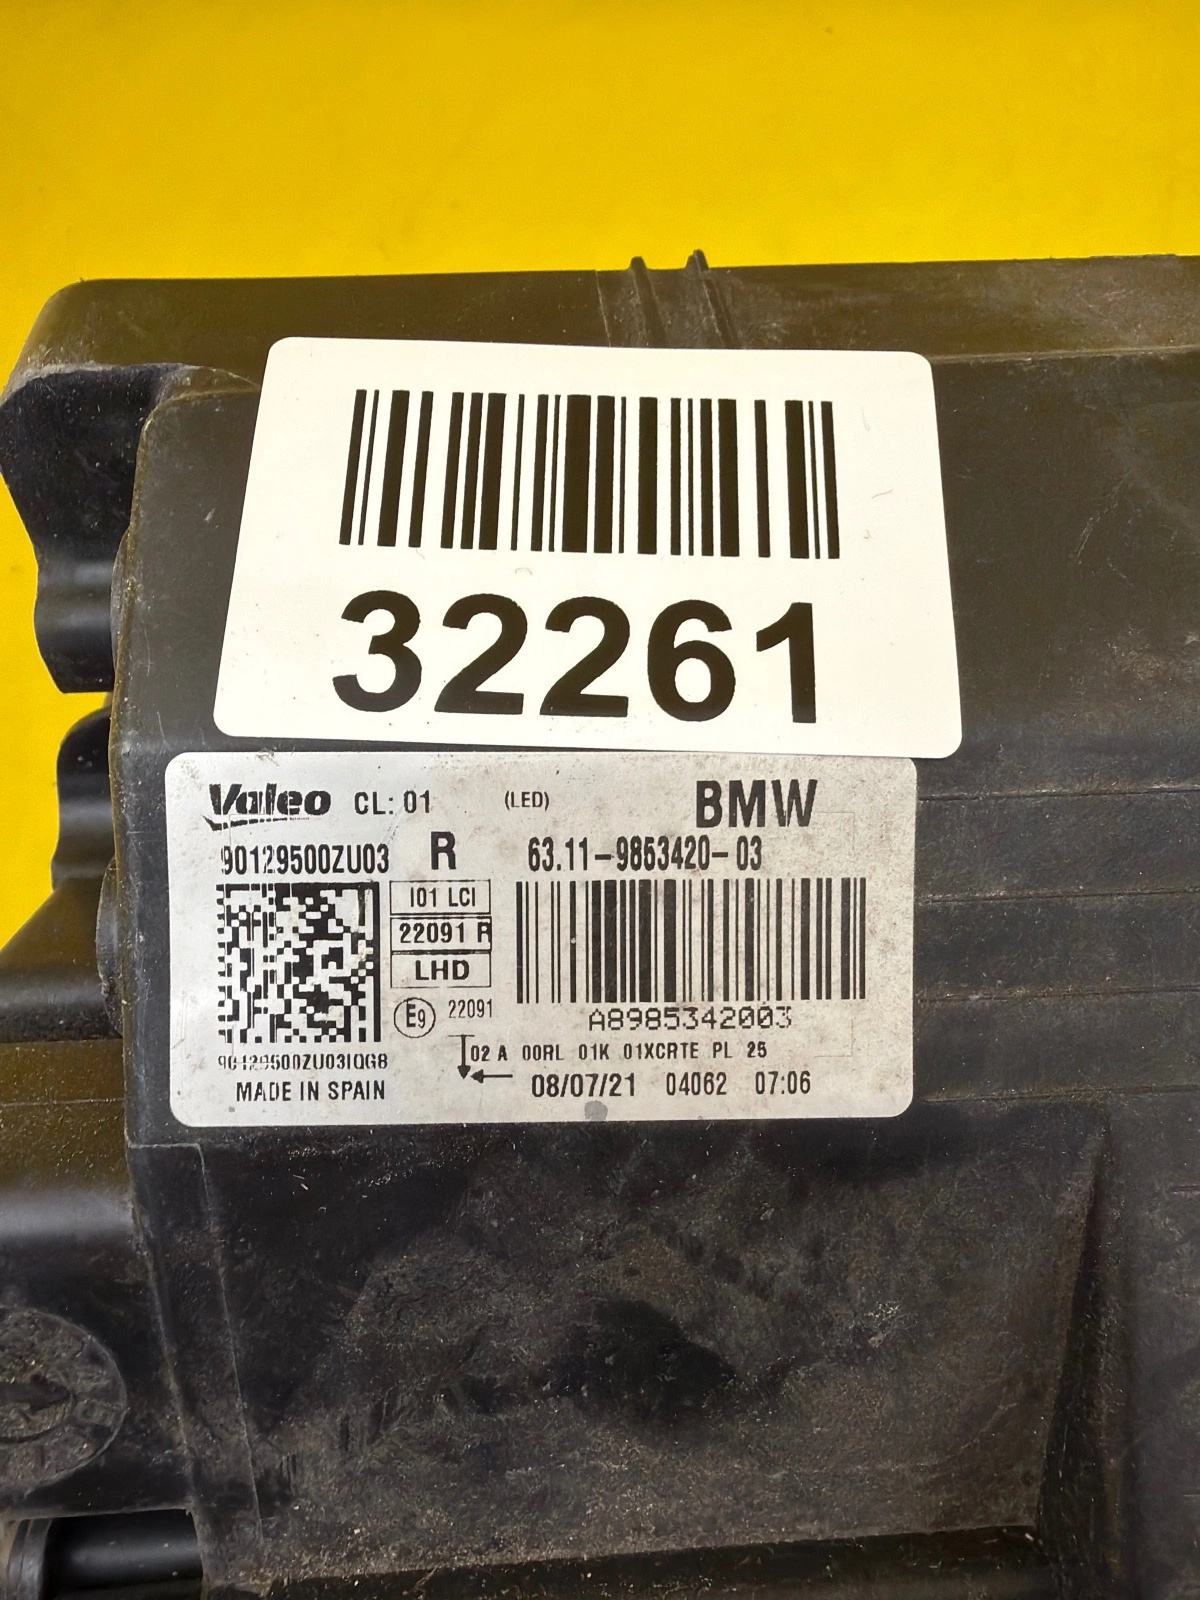 32261
Valeo CL: 01 (LED) BMW
90129500ZU03 R 63.11-9853420-03
I01 LCI
22091 R
LHD
E9 22091
A8985342003
90129500ZU03IQG8
02 A 00RL 01K 01XCRTE PL 25
MADE IN SPAIN
08/07/21 04062 07:06